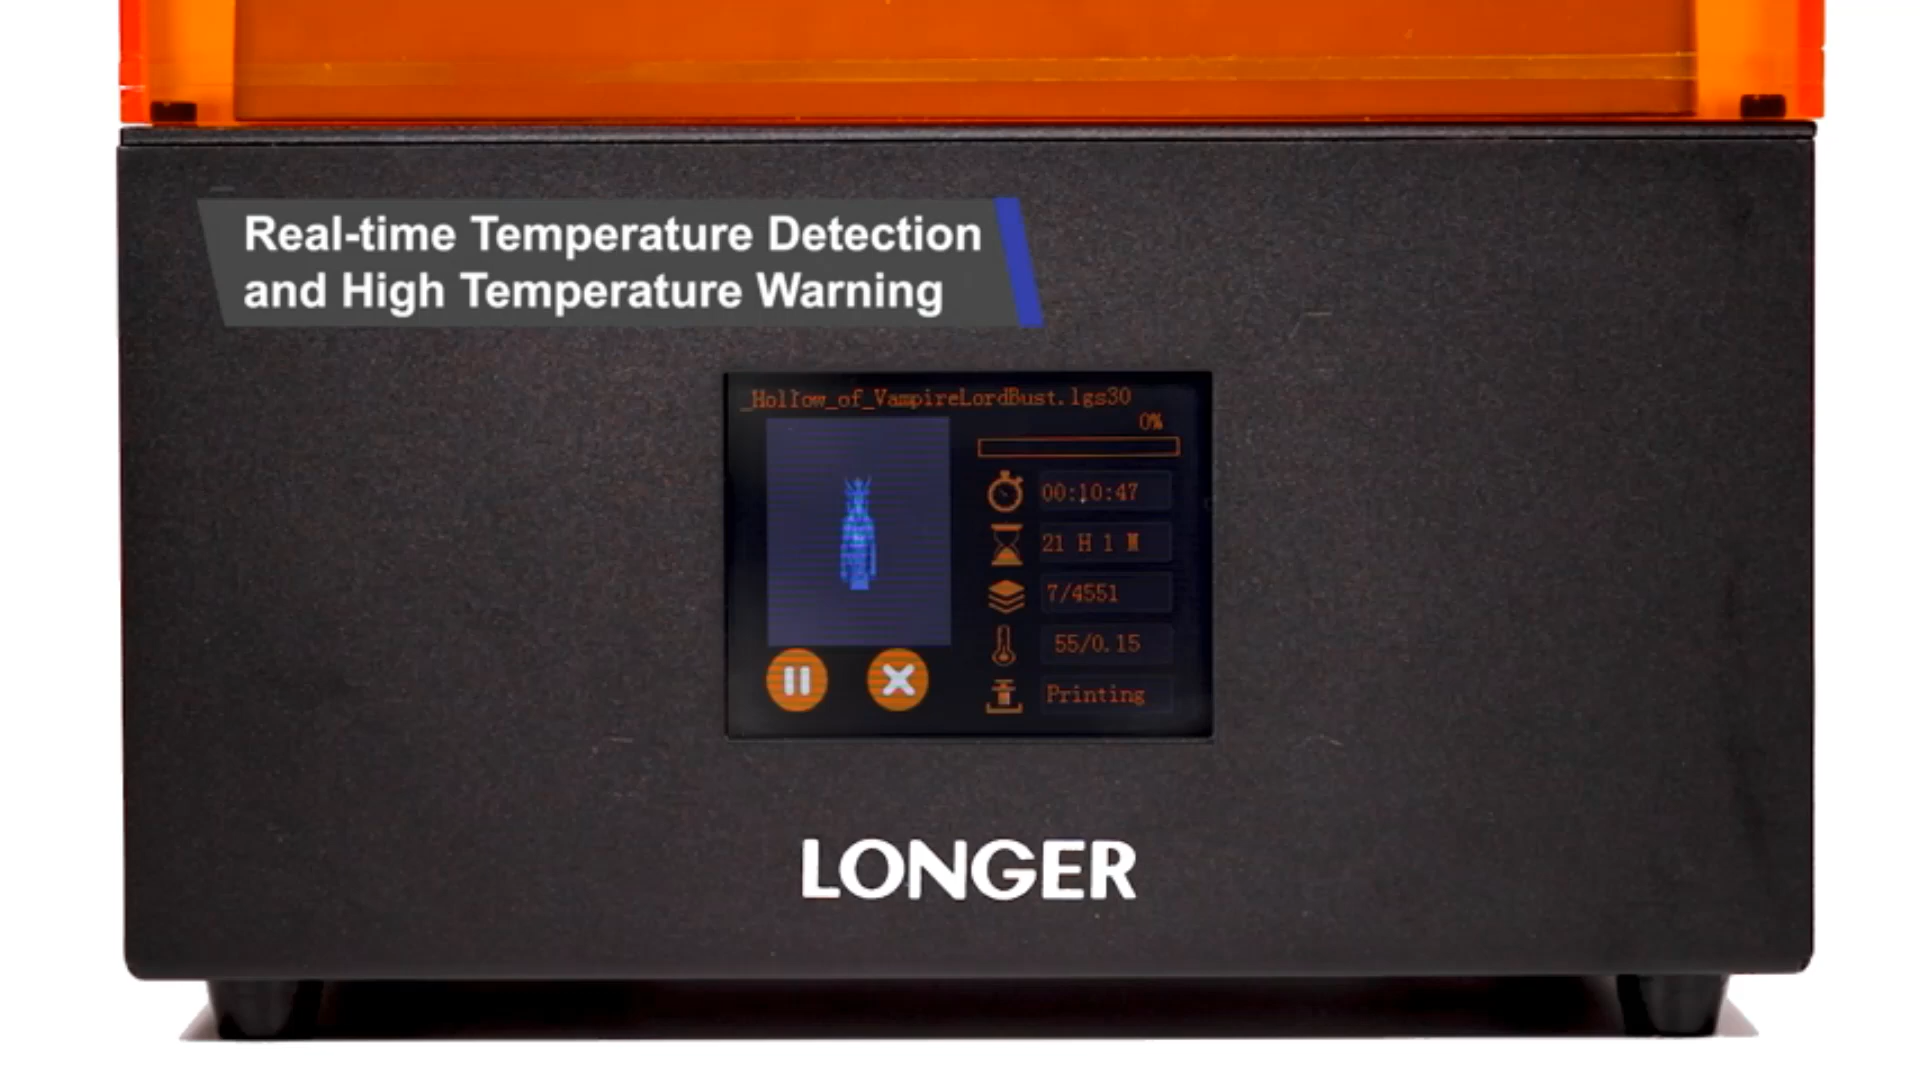 Real-time Temperature Detection
and High Temperature Warning
_Hollow_of_VampireLordBust.lgs30
0%
00:10:47
21 H 1 M
7/4551
55/0.15
Printing
LONGER